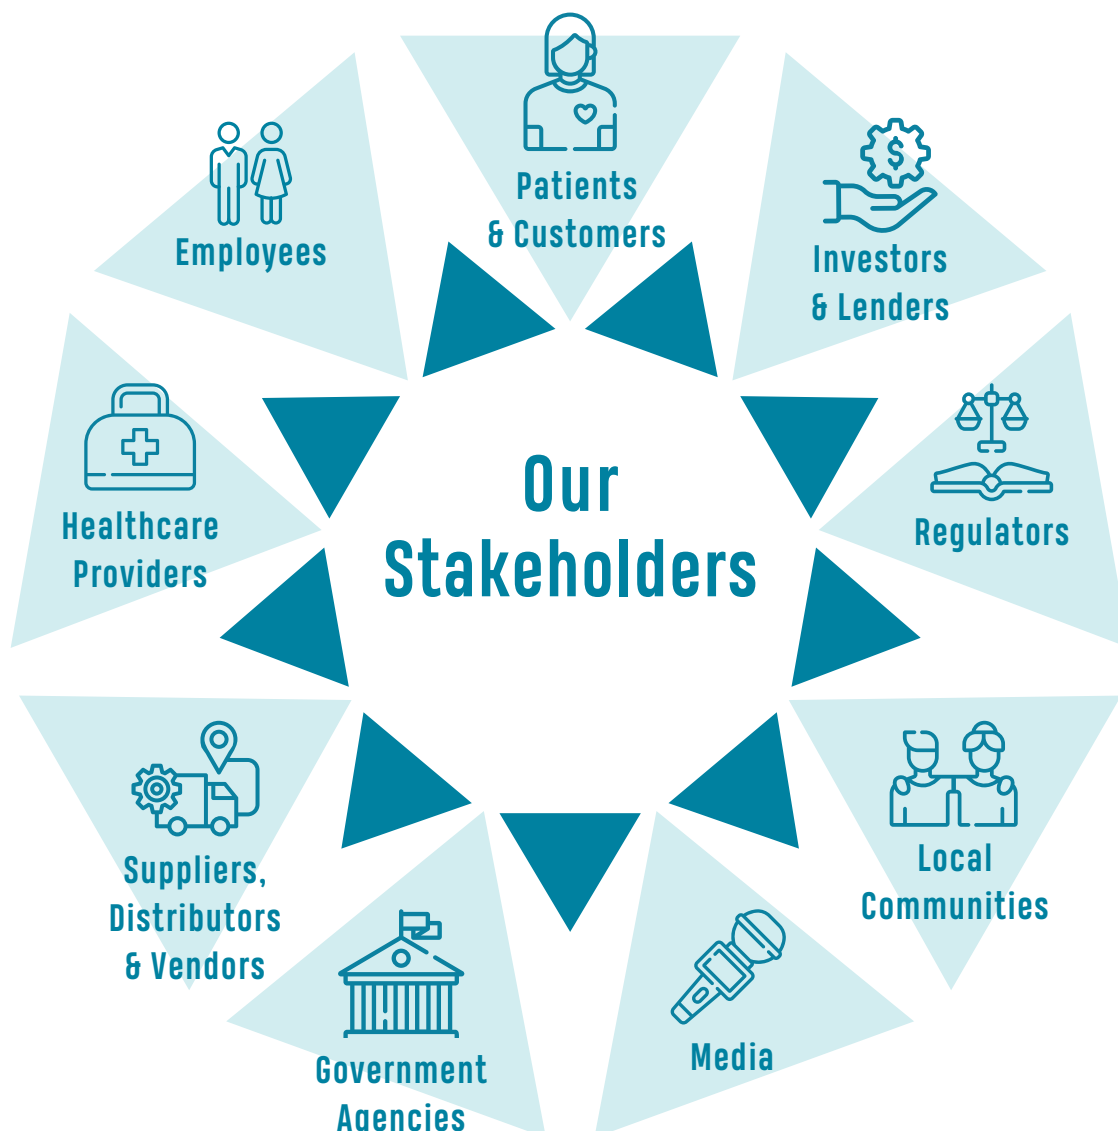 Our
Stakeholders
Patients
& Customers
Investors
& Lenders
$
Regulators
Local
Communities
Media
Government
Agencies
Suppliers,
Distributors
& Vendors
Healthcare
Providers
Employees